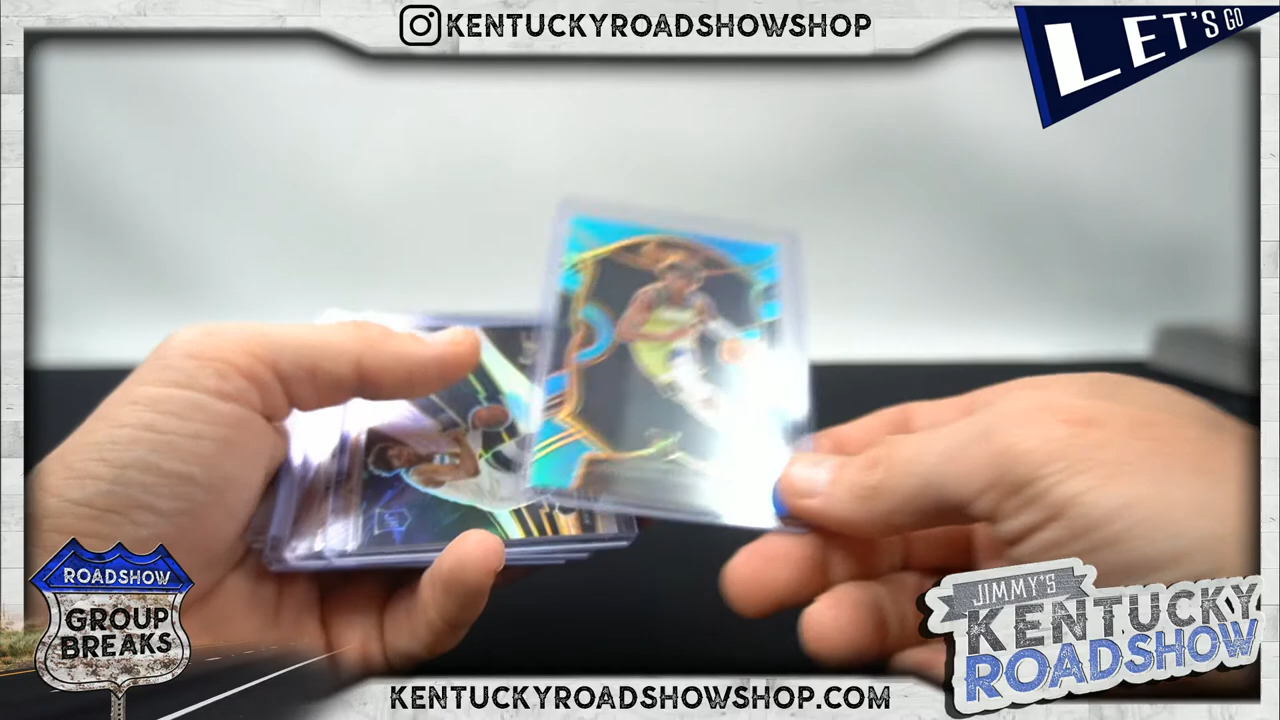 KENTUCKYROADSHOWSHOP
LET'S GO
ROADSHOW
GROUP
BREAKS
JIMMY'S
KENTUCKY
ROADSHOW
KENTUCKYROADSHOWSHOP.COM